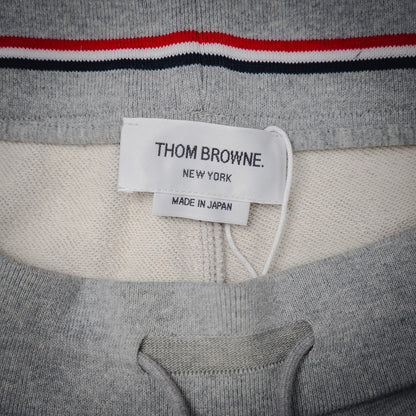 THOM BROWNE.
NEW YORK
MADE IN JAPAN